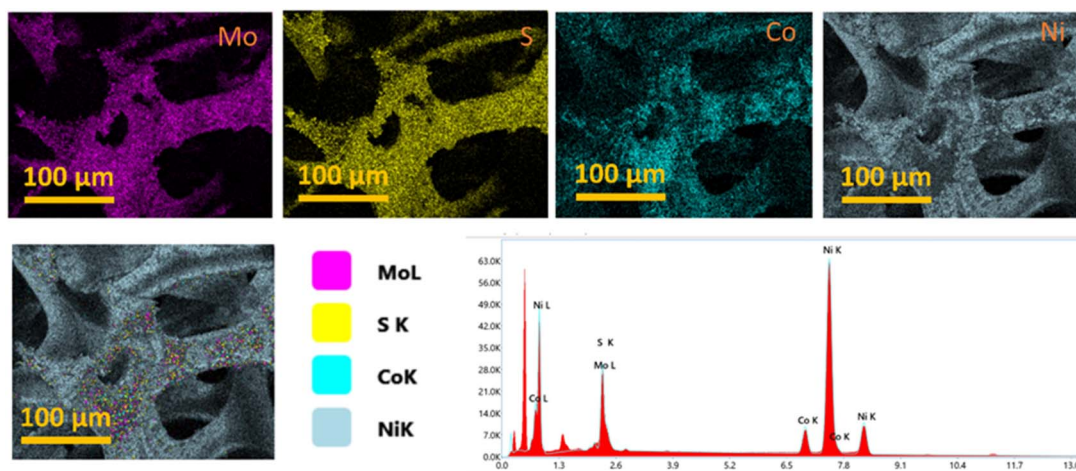 Mo
100 µm
S
100 µm
Co
100 µm
Ni
100 µm
100 µm
MoL
S K
CoK
NiK
63.0K
56.0K
49.0K
42.0K
35.0K
28.0K
21.0K
14.0K
7.0K
0.0K
Ni K
Ni L
S K
Mo L
Co L
Co K
Co K
Ni K
0.0
1.3
2.6
3.9
5.2
6.5
7.8
9.1
10.4
11.7